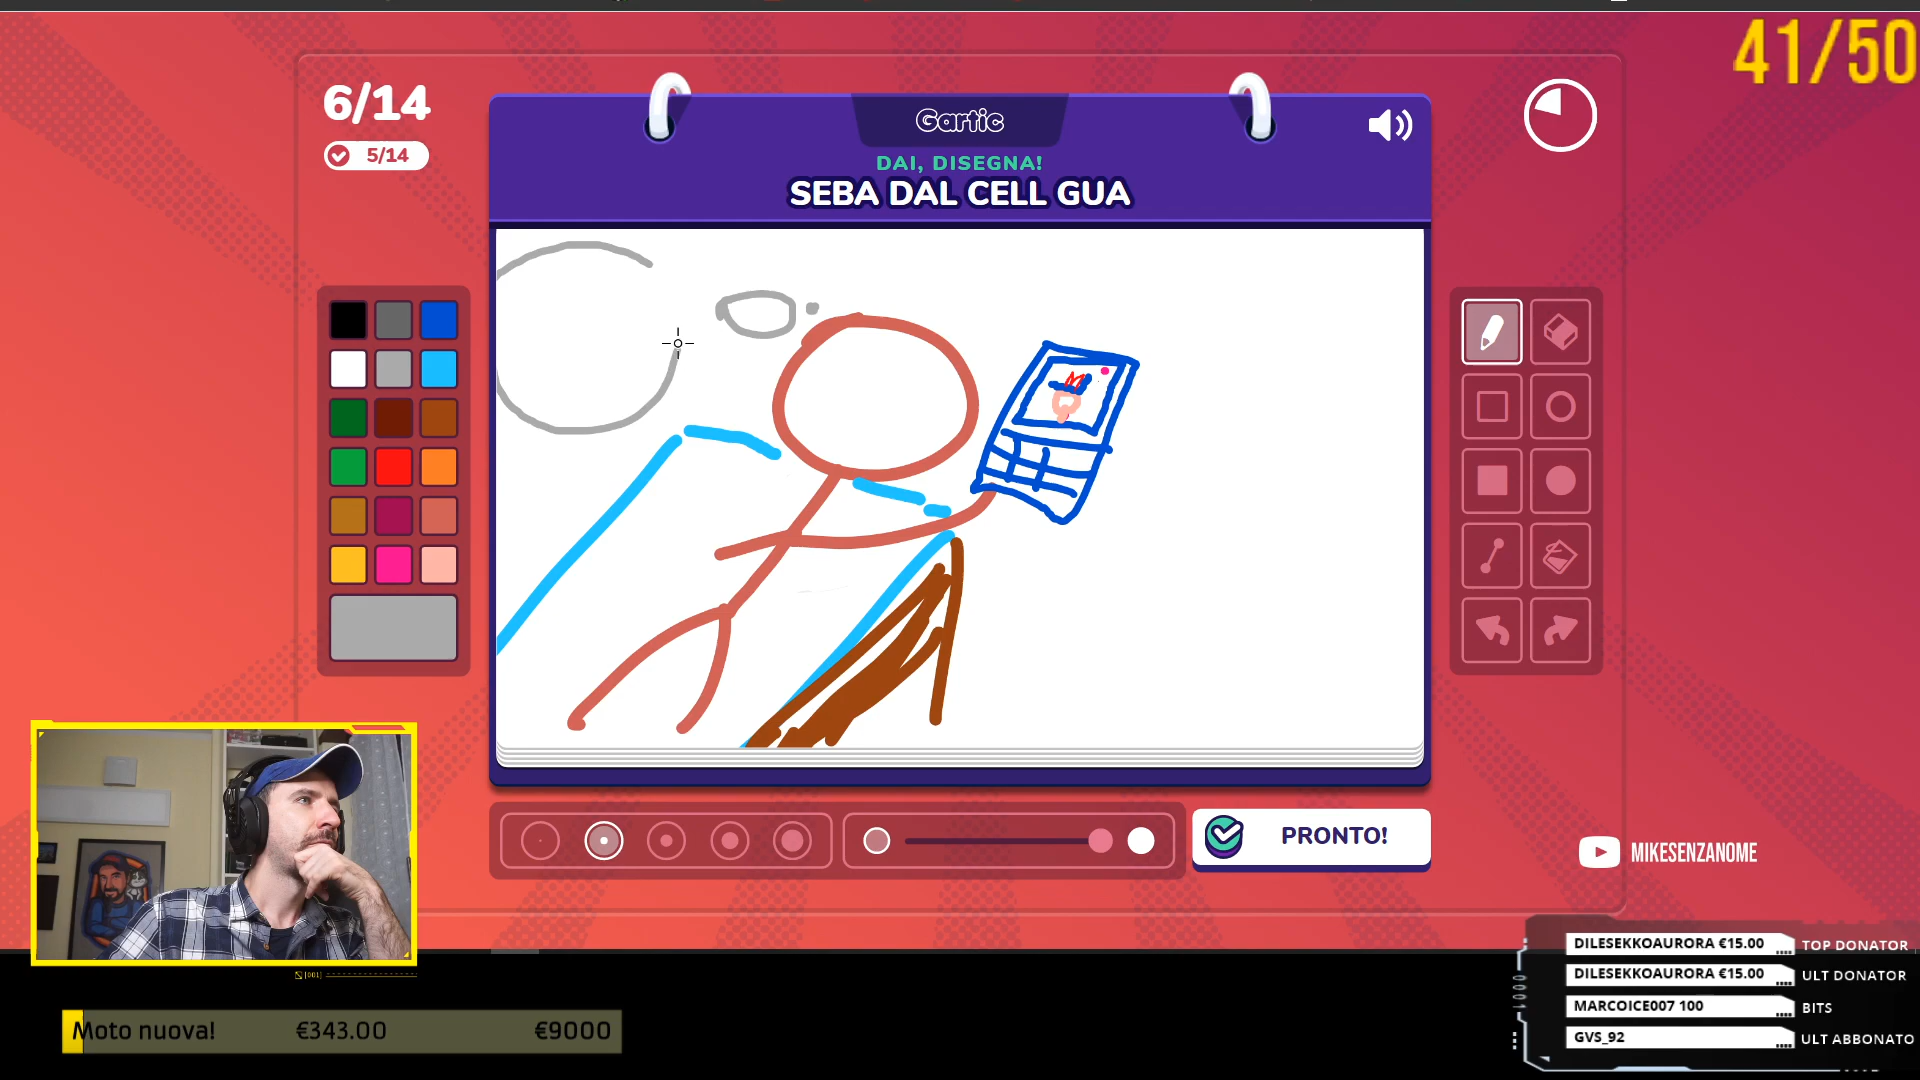 41/50
6/14
5/14
Gartic
DAI, DISEGNA!
SEBA DAL CELL GUA
PRONTO!
MIKESENZANOME
DILESEKKOAURORA €15.00 TOP DONATOR
DILESEKKOAURORA €15.00 ULT DONATOR
MARCOICE007 100 BITS
GVS_92 ULT ABBONATO
[001]
Moto nuova! €343.00 €9000